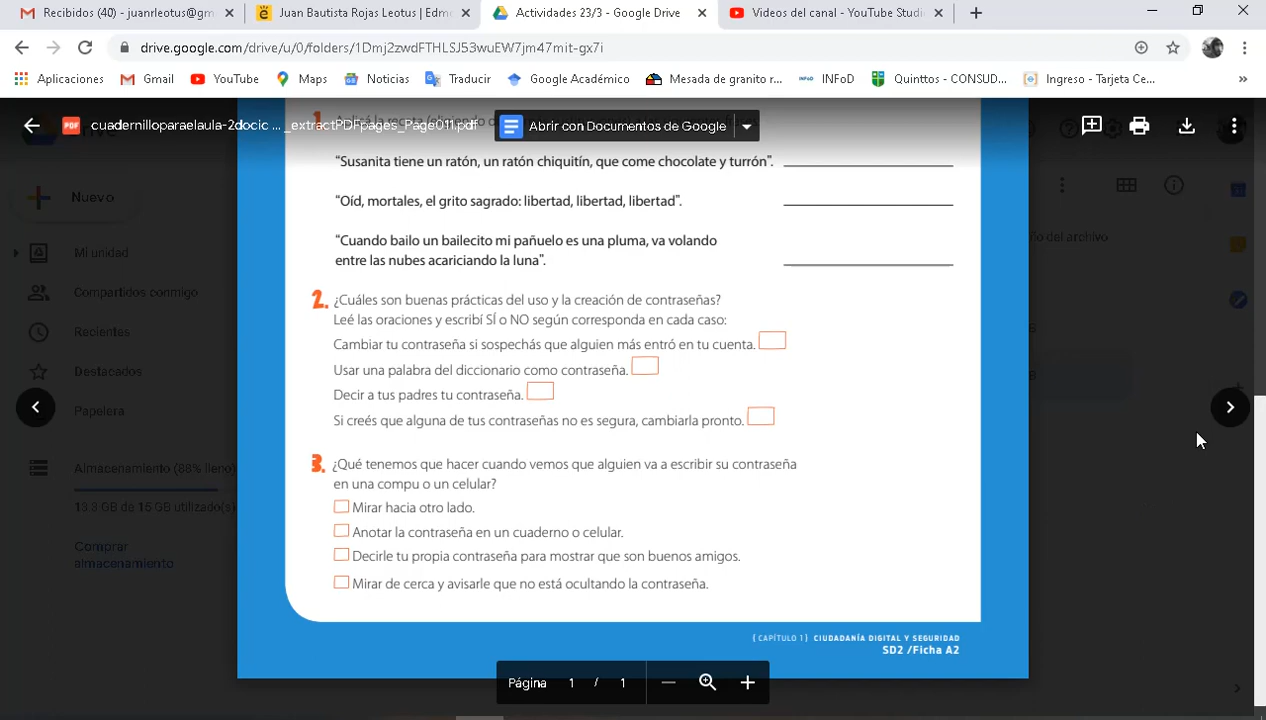 Recibidos (40) - juanrleotus@gm
Juan Bautista Rojas Leotus | Edm
Actividades 23/3 - Google Drive
Videos del canal - YouTube Studi
drive.google.com/drive/u/0/folders/1Dmj2zwdFTHLSJ53wuEW7jm47mit-gx7i
Aplicaciones
Gmail
YouTube
Maps
Noticias
Traducir
Google Académico
Mesada de granito r...
INFoD
Quinttos - CONSUD...
Ingreso - Tarjeta Ce...
»
PDF
cuadernilloparaelaula-2docic ... _extractPDFpages_Page011.pdf
Abrir con Documentos de Google
Nuevo
Mi unidad
Compartidos conmigo
Recientes
Destacados
Papelera
Almacenamiento (88% lleno)
13.3 GB de 15 GB utilizado(s)
Comprar
almacenamiento
ño del archivo
1.
“Susanita tiene un ratón, un ratón chiquitín, que come chocolate y turrón”.
“Oíd, mortales, el grito sagrado: libertad, libertad, libertad”.
“Cuando bailo un bailecito mi pañuelo es una pluma, va volando
entre las nubes acariciando la luna”.
2. ¿Cuáles son buenas prácticas del uso y la creación de contraseñas?
Leé las oraciones y escribí SÍ o NO según corresponda en cada caso:
Cambiar tu contraseña si sospechás que alguien más entró en tu cuenta.
Usar una palabra del diccionario como contraseña.
Decir a tus padres tu contraseña.
Si creés que alguna de tus contraseñas no es segura, cambiarla pronto.
3. ¿Qué tenemos que hacer cuando vemos que alguien va a escribir su contraseña
en una compu o un celular?
Mirar hacia otro lado.
Anotar la contraseña en un cuaderno o celular.
Decirle tu propia contraseña para mostrar que son buenos amigos.
Mirar de cerca y avisarle que no está ocultando la contraseña.
{ CAPÍTULO 1 } CIUDADANÍA DIGITAL Y SEGURIDAD
SD2 /Ficha A2
Página 1 / 1